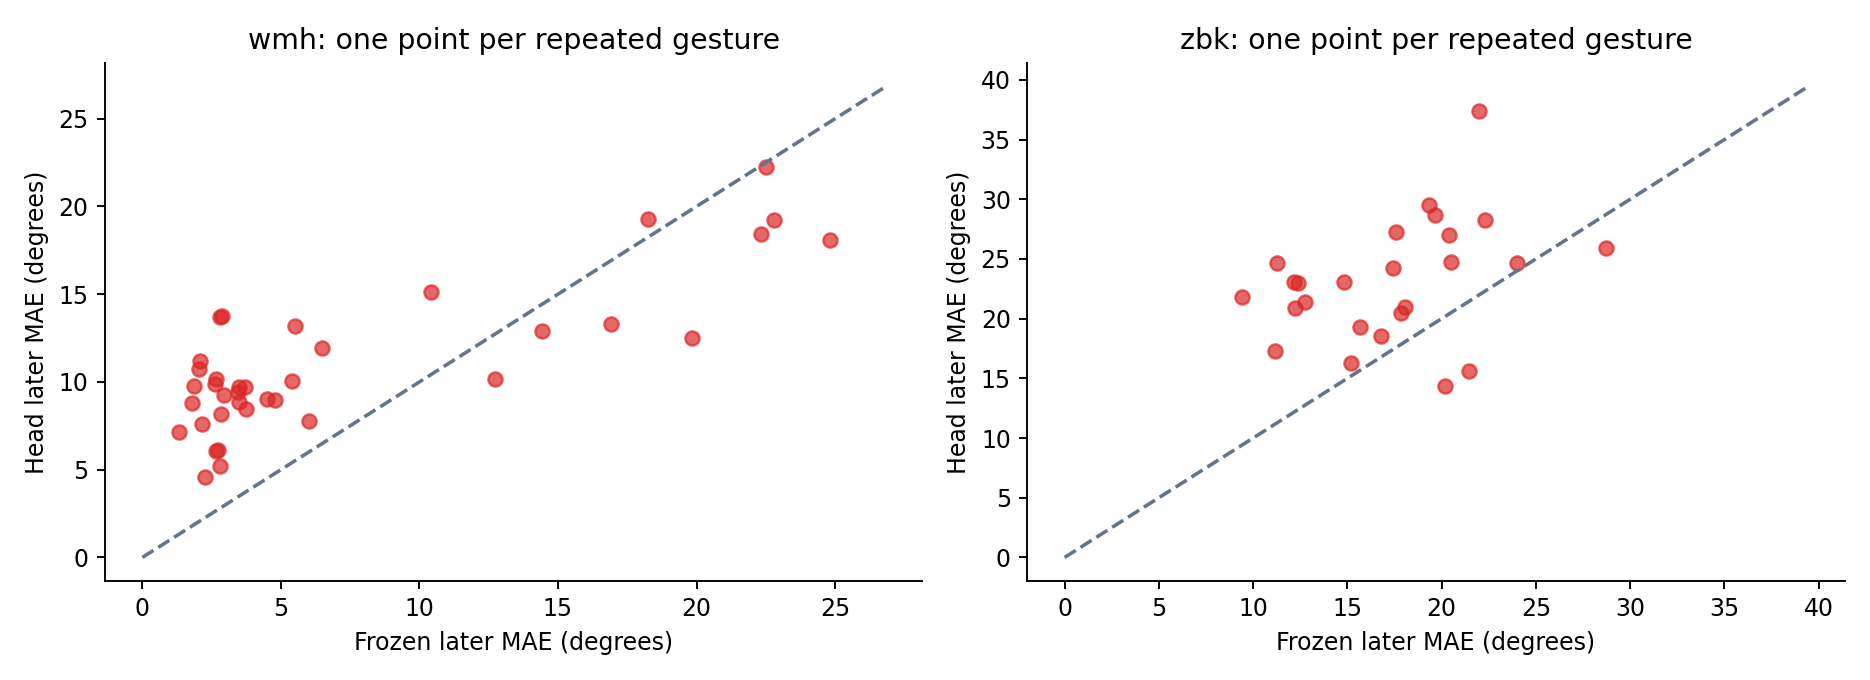 wmh: one point per repeated gesture
Head later MAE (degrees)
25
20
15
10
5
0
0 5 10 15 20 25
Frozen later MAE (degrees)
zbk: one point per repeated gesture
Head later MAE (degrees)
40
35
30
25
20
15
10
5
0
0 5 10 15 20 25 30 35 40
Frozen later MAE (degrees)